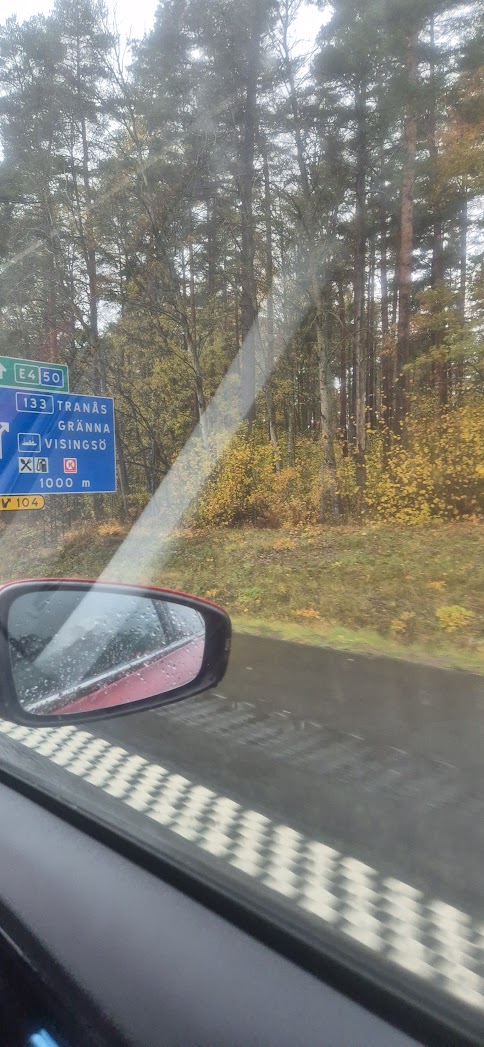 E4 50
133 TRANÅS
GRÄNNA
VISINGSÖ
1000 m
104